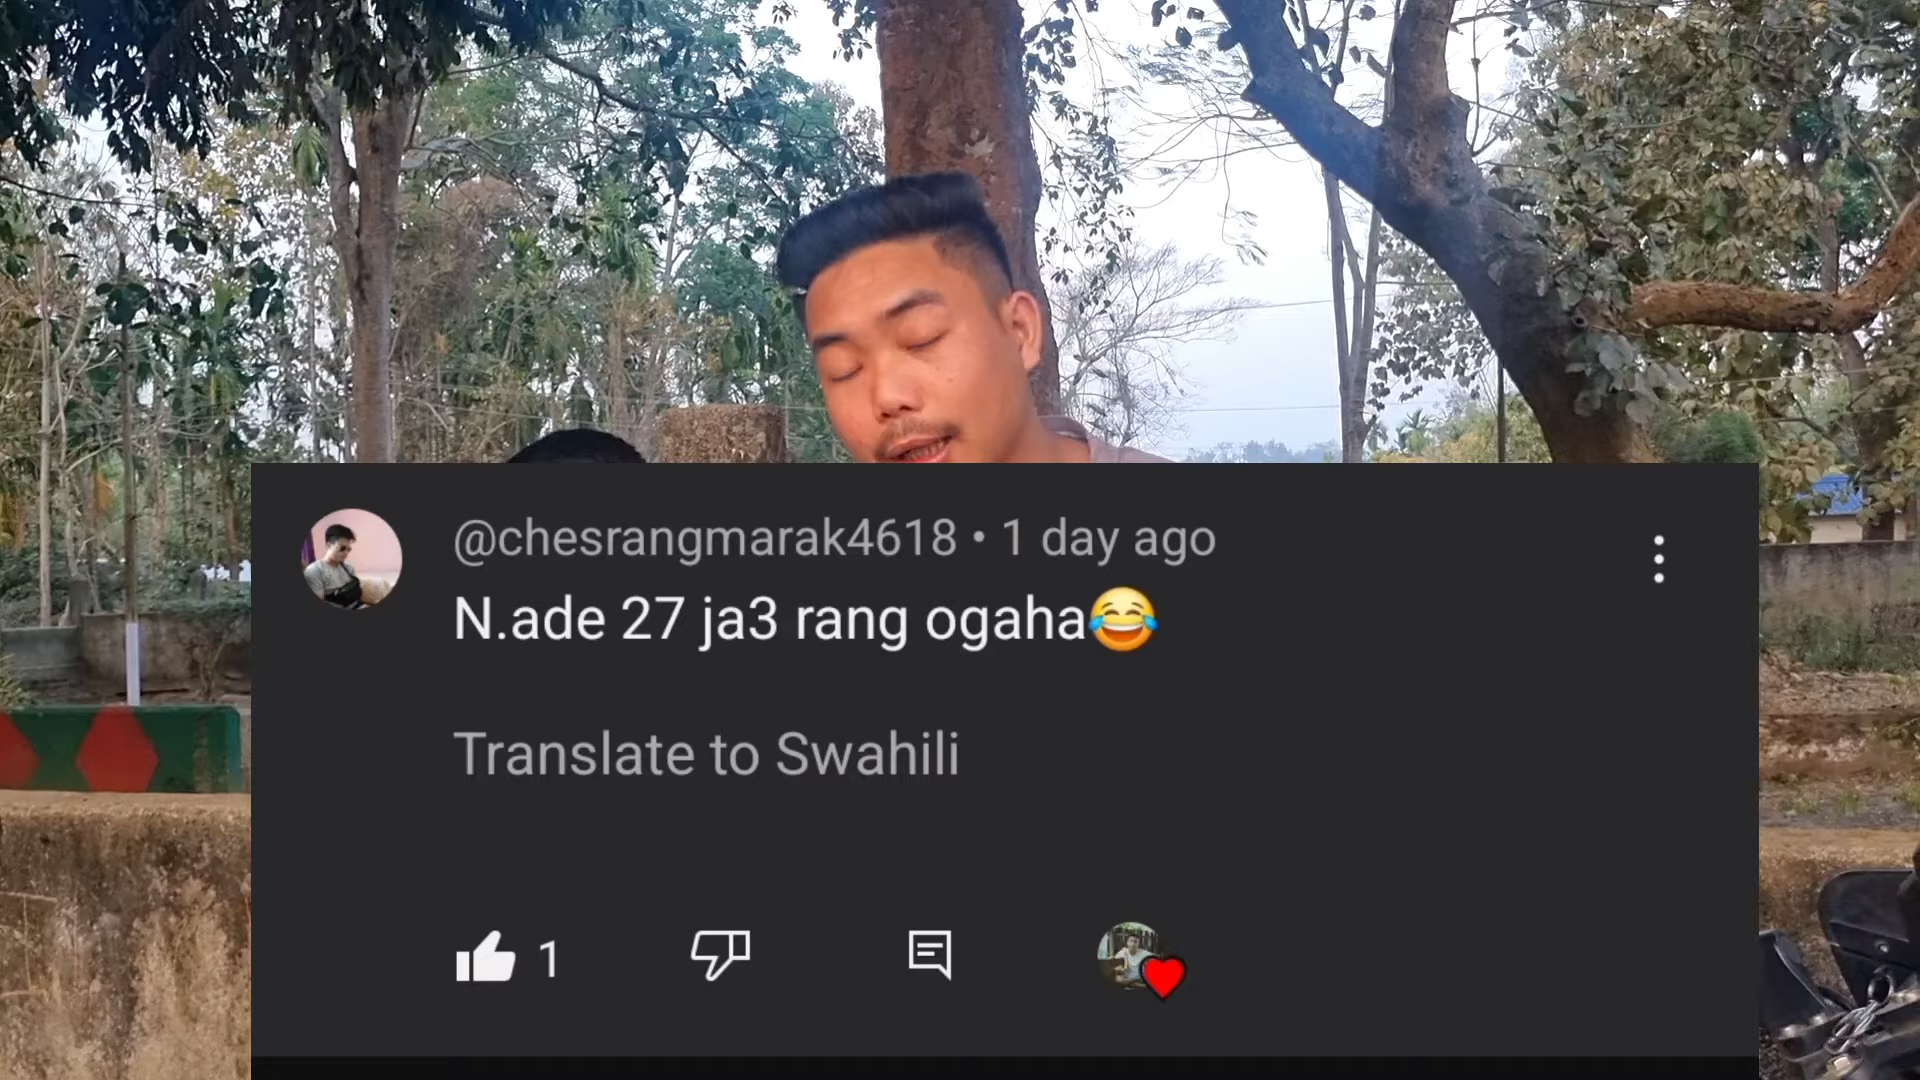 @chesrangmarak4618 • 1 day ago
N.ade 27 ja3 rang ogaha😂
Translate to Swahili
1